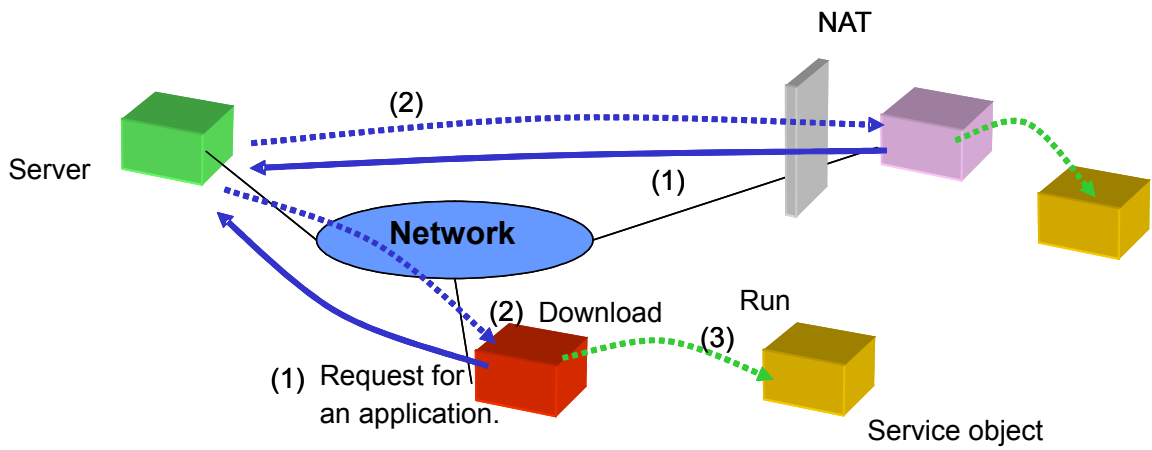 NAT
(2)
Server
(1)
Network
(2) Download
Run
(3)
(1) Request for
an application.
Service object